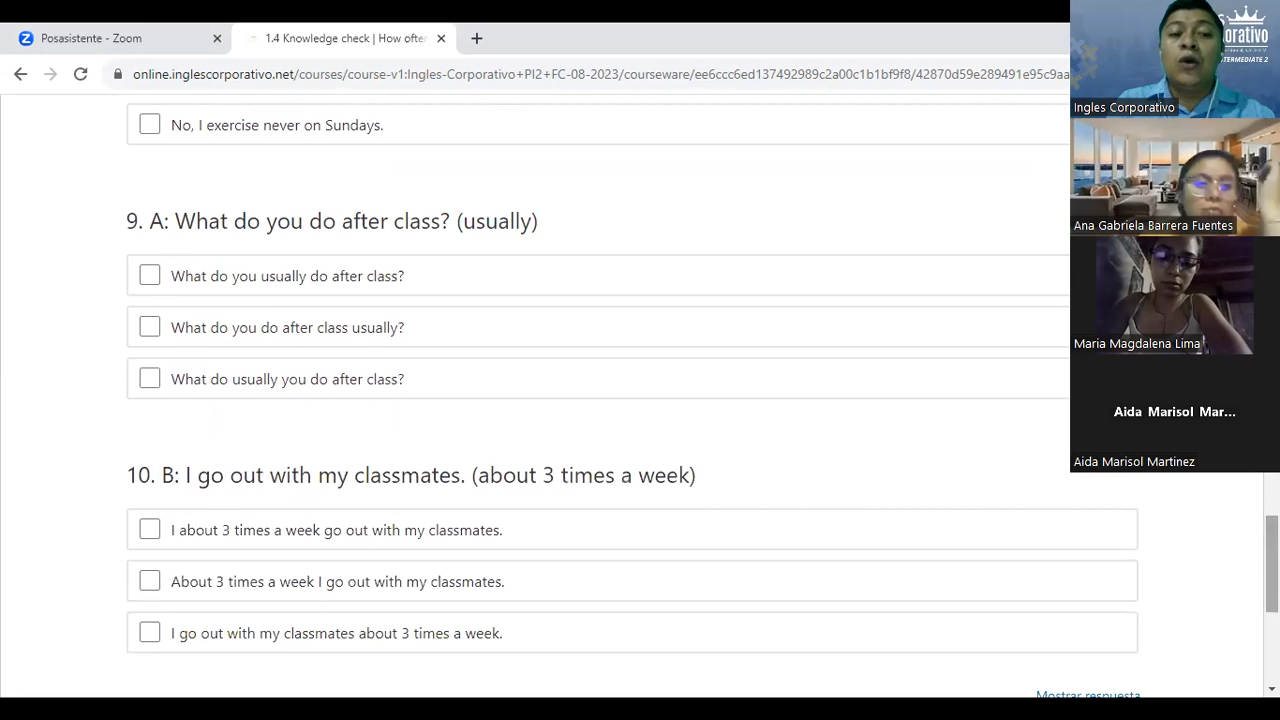 Posasistente - Zoom
1.4 Knowledge check | How ofte
online.inglescorporativo.net/courses/course-v1:Ingles-Corporativo+PI2+FC-08-2023/courseware/ee6ccc6ed137492989c2a00c1b1bf9f8/42870d59e289491e95c9aa
orativo
INTERMEDIATE 2
Ingles Corporativo
No, I exercise never on Sundays.
9. A: What do you do after class? (usually)
Ana Gabriela Barrera Fuentes
What do you usually do after class?
What do you do after class usually?
Maria Magdalena Lima
What do usually you do after class?
Aida Marisol Mar...
Aida Marisol Martinez
10. B: I go out with my classmates. (about 3 times a week)
I about 3 times a week go out with my classmates.
About 3 times a week I go out with my classmates.
I go out with my classmates about 3 times a week.
Mostrar respuesta